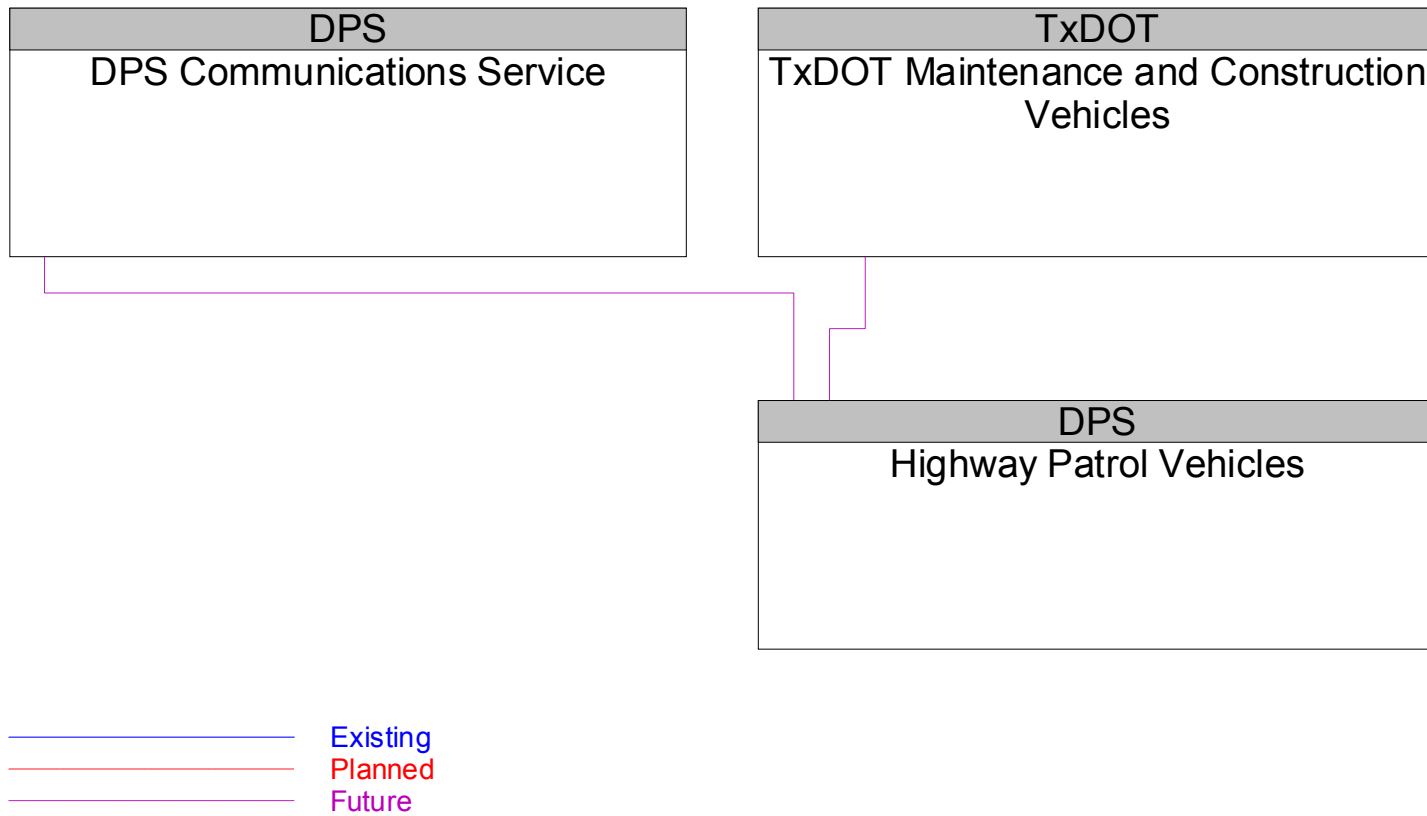 DPS
DPS Communications Service
TxDOT
TxDOT Maintenance and Construction
Vehicles
DPS
Highway Patrol Vehicles
Existing
Planned
Future